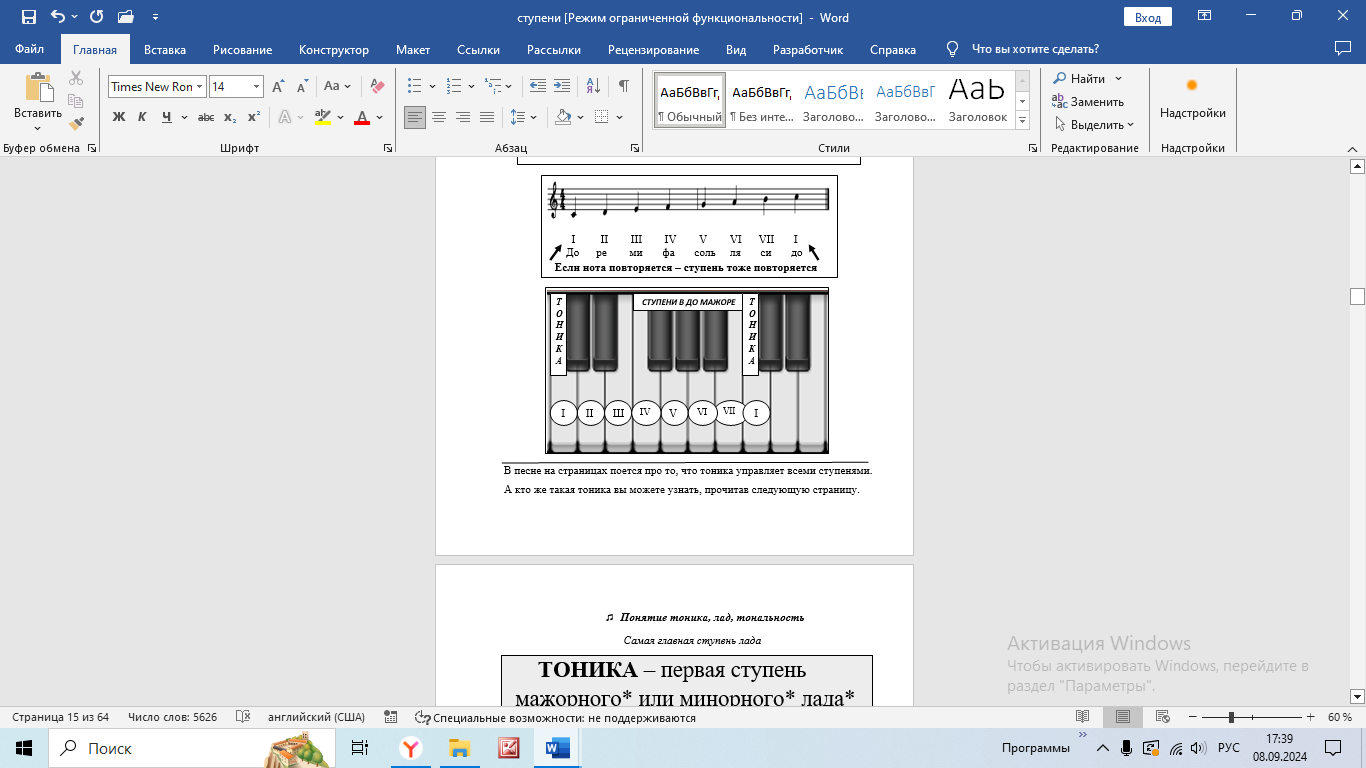 ступени [Режим ограниченной функциональности] - Word
Вход
Файл Главная Вставка Рисование Конструктор Макет Ссылки Рассылки Рецензирование Вид Разработчик Справка Что вы хотите сделать?
Вставить
Буфер обмена
Times New Ron 14
Aa
Ж К Ч abc x₂ x²
Шрифт
Абзац
АаБбВвГг, АаБбВвГг, АаБбВв АаБбВвГ АаЬ
¶ Обычный ¶ Без инте... Заголово... Заголово... Заголовок
Стили
Найти
Заменить
Выделить
Редактирование
Надстройки
Надстройки
I II III IV V VI VII I
До ре ми фа соль ля си до
Если нота повторяется – ступень тоже повторяется
СТУПЕНИ В ДО МАЖОРЕ
ТОНИКА
ТОНИКА
I II III IV V VI VII I
В песне на страницах поется про то, что тоника управляет всеми ступенями.
А кто же такая тоника вы можете узнать, прочитав следующую страницу.
♫ Понятие тоника, лад, тональность
Самая главная ступень лада
ТОНИКА – первая ступень
мажорного* или минорного* лада*
Активация Windows
Чтобы активировать Windows, перейдите в
раздел "Параметры".
Страница 15 из 64 Число слов: 5626 английский (США) Специальные возможности: не поддерживаются 60 %
Поиск
Программы
РУС
17:39
08.09.2024